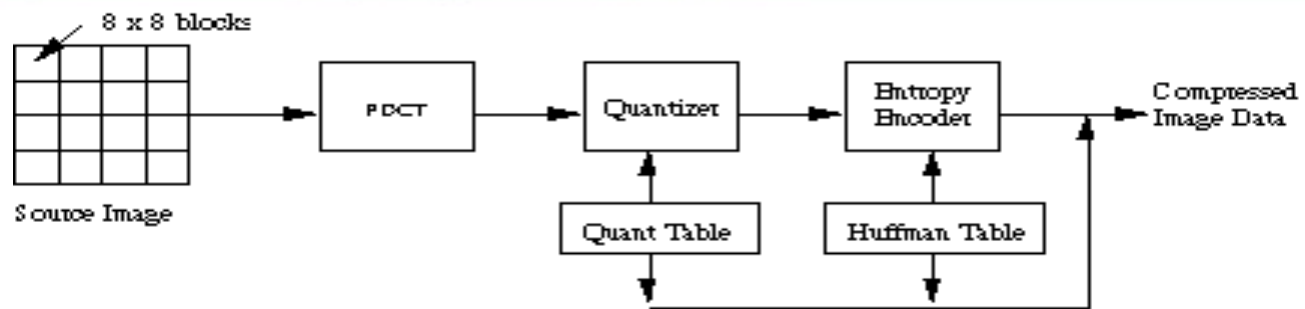 8 x 8 blocks
FDCT
Quantizer
Entropy
Encoder
Compressed
Image Data
Source Image
Quant Table
Huffman Table